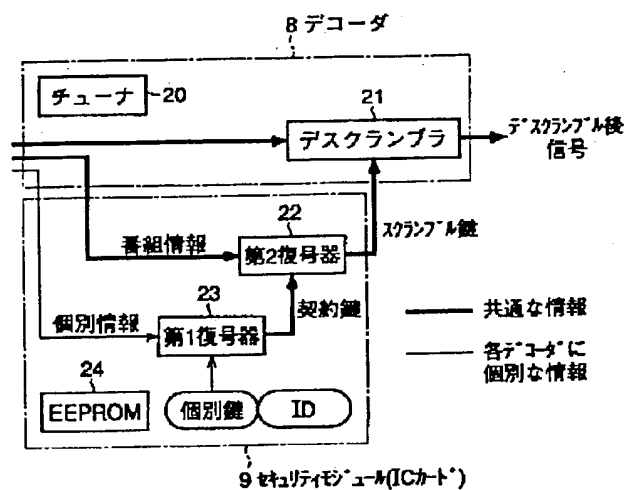 8 デコーダ
チューナ
20
21
デスクランブラ
ﾃﾞｽｸﾗﾝﾌﾞﾙ後
信号
22
ｽｸﾗﾝﾌﾞﾙ鍵
番組情報
第2復号器
23
契約鍵
個別情報
第1復号器
共通な情報
各ﾃﾞｺｰﾀﾞに
個別な情報
24
EEPROM
個別鍵
ID
9 ｾｷｭﾘﾃｨﾓｼﾞｭｰﾙ(ICｶｰﾄﾞ)